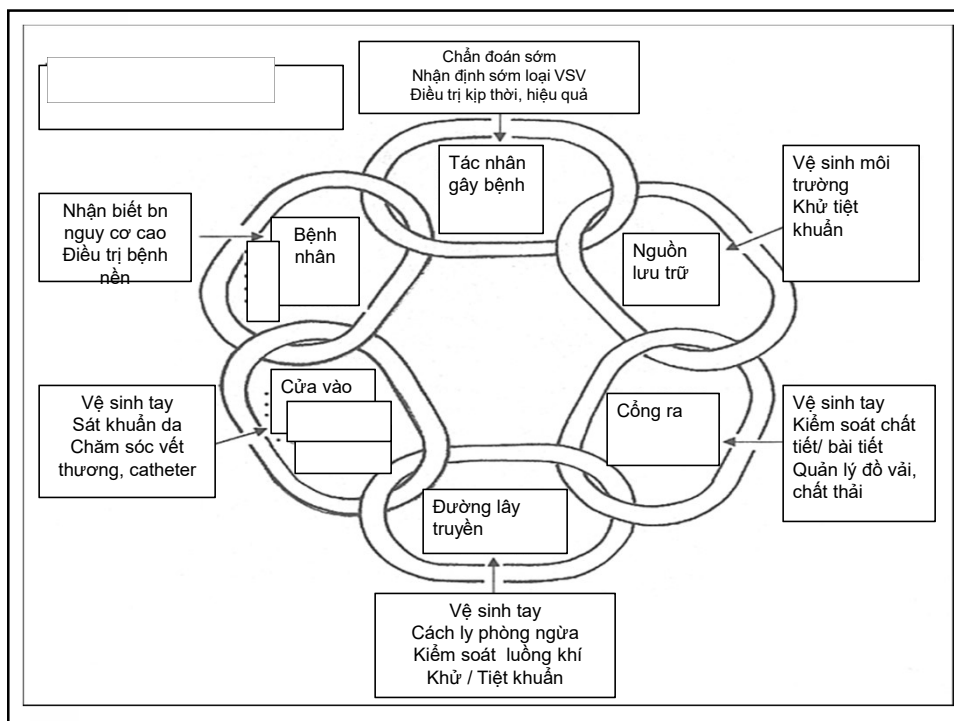 Chẩn đoán sớm
Nhận định sớm loại VSV
Điều trị kịp thời, hiệu quả
Tác nhân
gây bệnh
Vệ sinh môi
trường
Khử tiệt
khuẩn
Nhận biết bn
nguy cơ cao
Điều trị bệnh
nền
Bệnh
nhân
Nguồn
lưu trữ
Vệ sinh tay
Sát khuẩn da
Chăm sóc vết
thương, catheter
Cửa vào
Cổng ra
Vệ sinh tay
Kiểm soát chất
tiết/ bài tiết
Quản lý đồ vải,
chất thải
Đường lây
truyền
Vệ sinh tay
Cách ly phòng ngừa
Kiểm soát luồng khí
Khử / Tiệt khuẩn